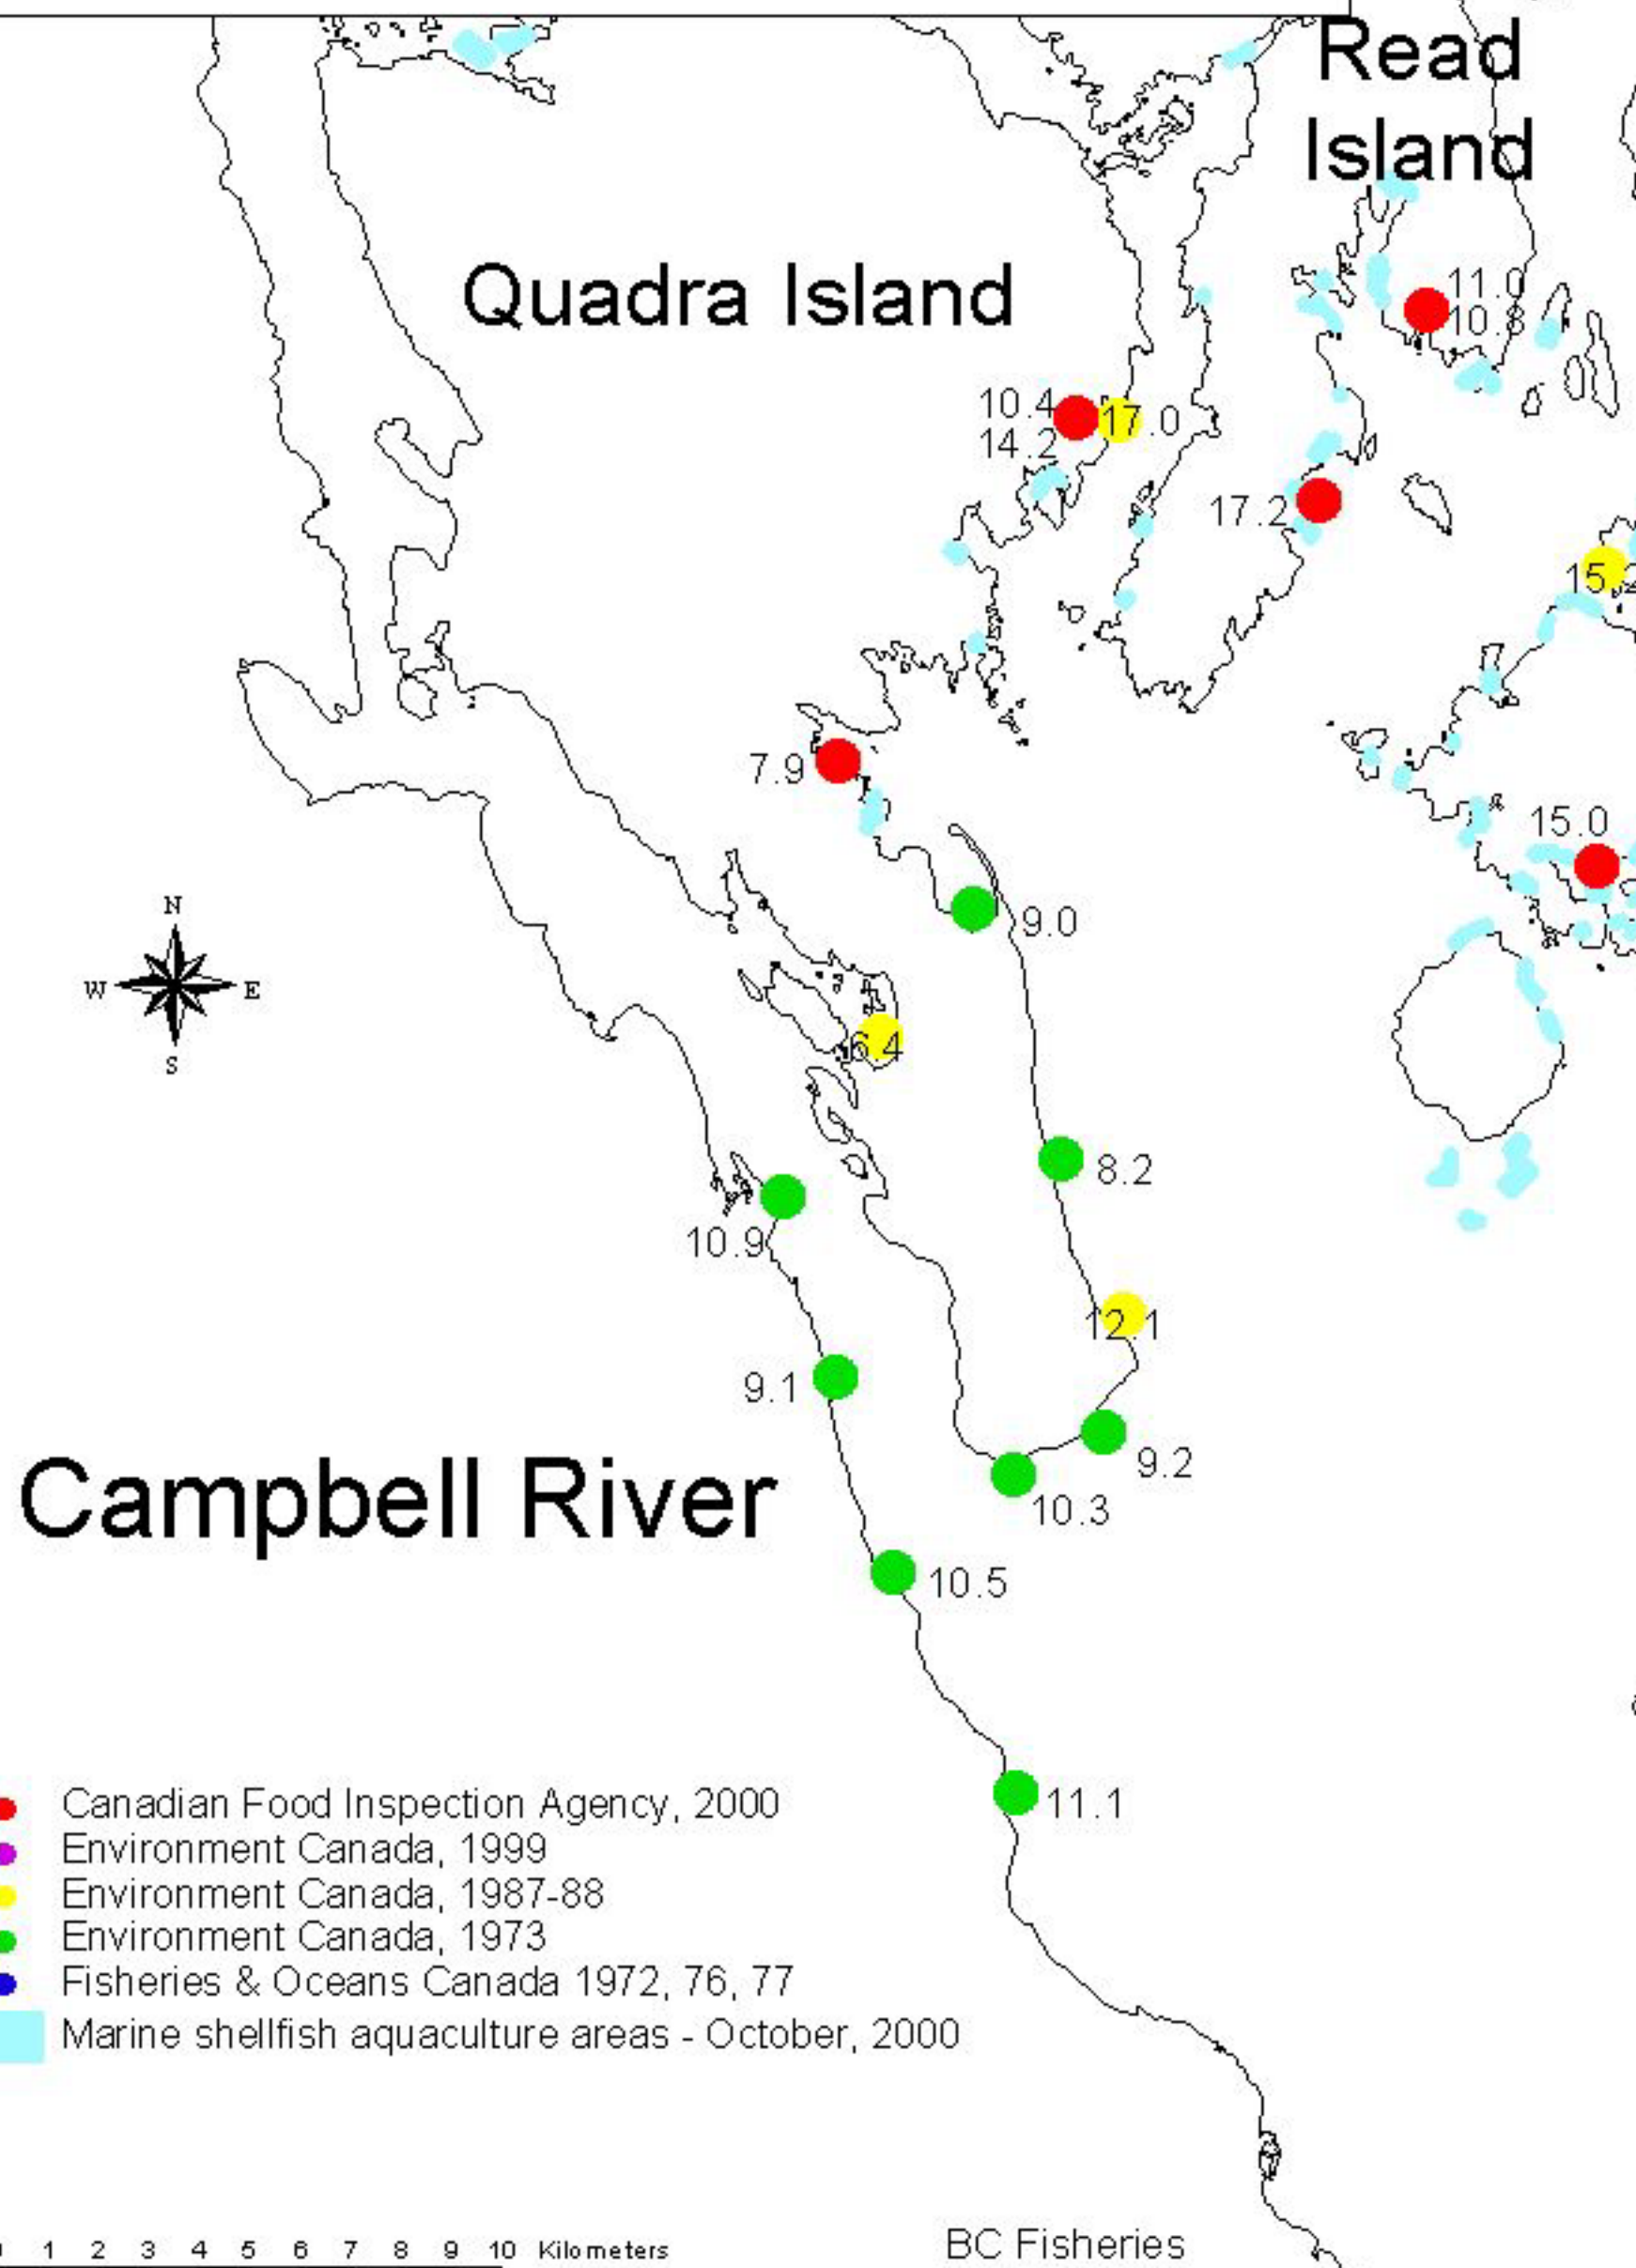 Read
Island
Quadra Island
11.0
10.8
10.4
17.0
14.2
17.2
15.2
7.9
15.0
9.0
N
W E
S
6.4
8.2
10.9
12.1
9.1
9.2
Campbell River
10.3
10.5
11.1
Canadian Food Inspection Agency, 2000
Environment Canada, 1999
Environment Canada, 1987-88
Environment Canada, 1973
Fisheries & Oceans Canada 1972, 76, 77
Marine shellfish aquaculture areas - October, 2000
1 2 3 4 5 6 7 8 9 10 Kilometers
BC Fisheries